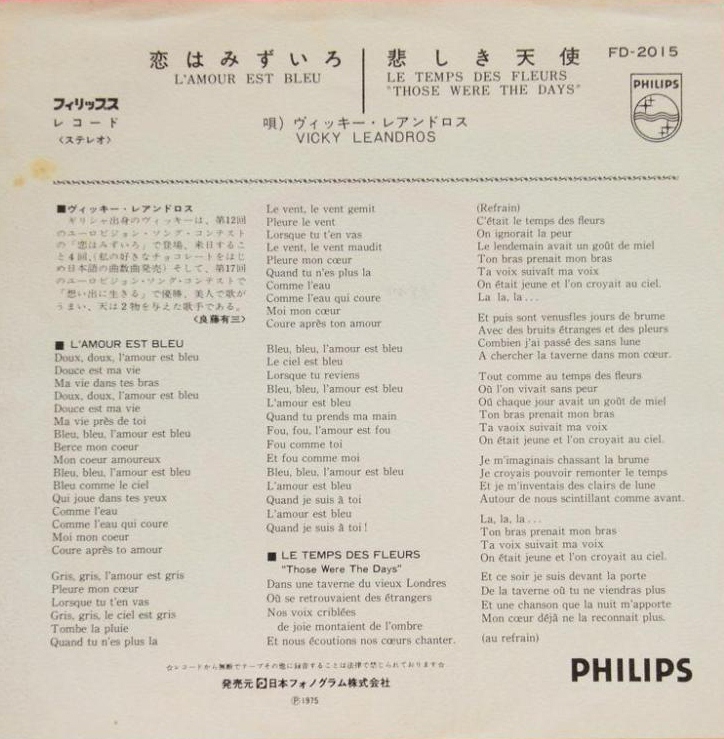 恋はみずいろ
L'AMOUR EST BLEU
悲しき天使
LE TEMPS DES FLEURS
"THOSE WERE THE DAYS"
FD-2015
PHILIPS
フィリップス
レコード
〈ステレオ〉
唄) ヴィッキー・レアンドロス
VICKY LEANDROS
■ヴィッキー・レアンドロス
ギリシャ出身のヴィッキーは、第12回
のユーロビジョン・ソング・コンテスト
の「恋はみずいろ」で登場、来日するこ
と4回、(私の好きなチョコレートをはじ
め日本語の曲数曲発売)そして、第17回
のユーロビジョン・ソング・コンテストで
「想い出に生きる」で優勝、美人で歌が
うまい、天は2物を与えた歌手である。
〈良藤有三〉
■ L'AMOUR EST BLEU
Doux, doux, l'amour est bleu
Douce est ma vie
Ma vie dans tes bras
Doux, doux, l'amour est bleu
Douce est ma vie
Ma vie près de toi
Bleu, bleu, l'amour est bleu
Berce mon coeur
Mon coeur amoureux
Bleu, bleu, l'amour est bleu
Bleu comme le ciel
Qui joue dans tes yeux
Comme l'eau
Comme l'eau qui coure
Moi mon coeur
Coure après to amour
Gris, gris, l'amour est gris
Pleure mon cœur
Lorsque tu t'en vas
Gris, gris, le ciel est gris
Tombe la pluie
Quand tu n'es plus la
Le vent, le vent gemit
Pleure le vent
Lorsque tu t'en vas
Le vent, le vent maudit
Pleure mon cœur
Quand tu n'es plus la
Comme l'eau
Comme l'eau qui coure
Moi mon cœur
Coure après ton amour
Bleu, bleu, l'amour est bleu
Le ciel est bleu
Lorsque tu reviens
Bleu, bleu, l'amour est bleu
L'amour est bleu
Quand tu prends ma main
Fou, fou, l'amour est fou
Fou comme toi
Et fou comme moi
Bleu, bleu, l'amour est bleu
L'amour est bleu
Quand je suis â toi
L'amour est bleu
Quand je suis â toi !
■ LE TEMPS DES FLEURS
"Those Were The Days"
Dans une taverne du vieux Londres
Où se retrouvaient des étrangers
Nos voix criblées
de joie montaient de l'ombre
Et nous écoutions nos cœurs chanter.
(Refrain)
C'était le temps des fleurs
On ignorait la peur
Le lendemain avait un goût de miel
Ton bras prenait mon bras
Ta voix suivait ma voix
On était jeune et l'on croyait au ciel.
La la, la...
Et puis sont venusfles jours de brume
Avec des bruits étranges et des pleurs
Combien j'ai passé des sans lune
A chercher la taverne dans mon cœur.
Tout comme au temps des fleurs
Où l'on vivait sans peur
Où chaque jour avait un goût de miel
Ton bras prenait mon bras
Ta vaoix suivait ma voix
On était jeune et l'on croyait au ciel.
Je m'imaginais chassant la brume
Je croyais pouvoir remonter le temps
Et je m'inventais des clairs de lune
Autour de nous scintillant comme avant.
La, la, la...
Ton bras prenait mon bras
Ta voix suivait ma voix
On était jeune et l'on croyait au ciel.
Et ce soir je suis devant la porte
De la taverne où tu ne viendras plus
Et une chanson que la nuit m'apporte
Mon cœur déjà ne la reconnait plus.
(au refrain)
☆レコードから無断でテープその他に録音することは法律で禁じられております☆
発売元 日本フォノグラム株式会社
Ⓟ1975
PHILIPS